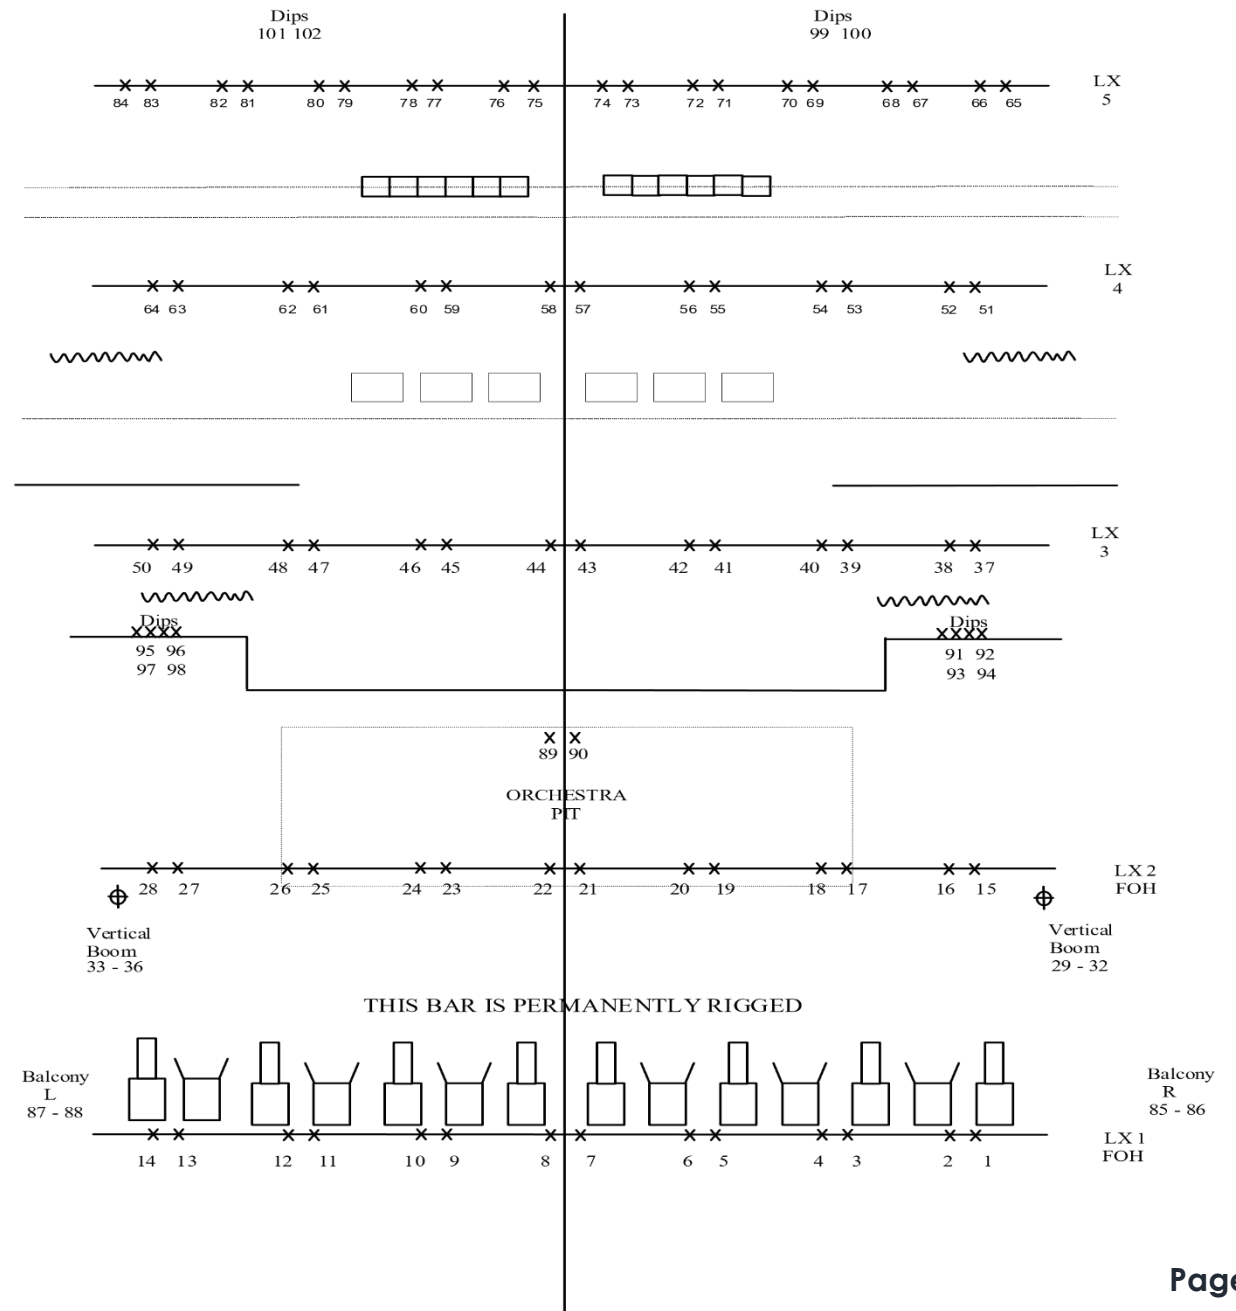 Dips Dips
101 102 99 100
LX
5
84 83 82 81 80 79 78 77 76 75 74 73 72 71 70 69 68 67 66 65
LX
4
64 63 62 61 60 59 58 57 56 55 54 53 52 51
LX
3
50 49 48 47 46 45 44 43 42 41 40 39 38 37
Dips Dips
95 96 91 92
97 98 93 94
89 90
ORCHESTRA
PIT
LX 2
FOH
28 27 26 25 24 23 22 21 20 19 18 17 16 15
Vertical
Boom
33 - 36
Vertical
Boom
29 - 32
THIS BAR IS PERMANENTLY RIGGED
Balcony
L
87 - 88
Balcony
R
85 - 86
LX 1
FOH
14 13 12 11 10 9 8 7 6 5 4 3 2 1
Page